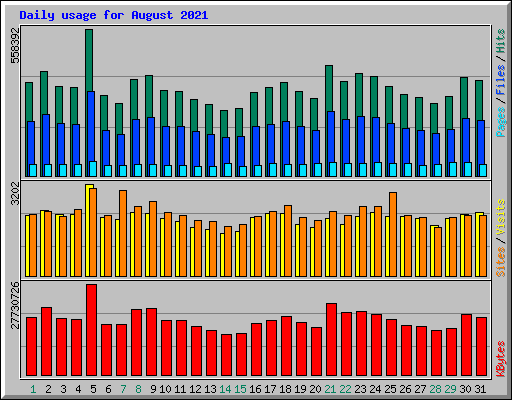 Daily usage for August 2021
558392
Pages / Files / Hits
3202
Sites / Visits
27730726
KBytes
1 2 3 4 5 6 7 8 9 10 11 12 13 14 15 16 17 18 19 20 21 22 23 24 25 26 27 28 29 30 31